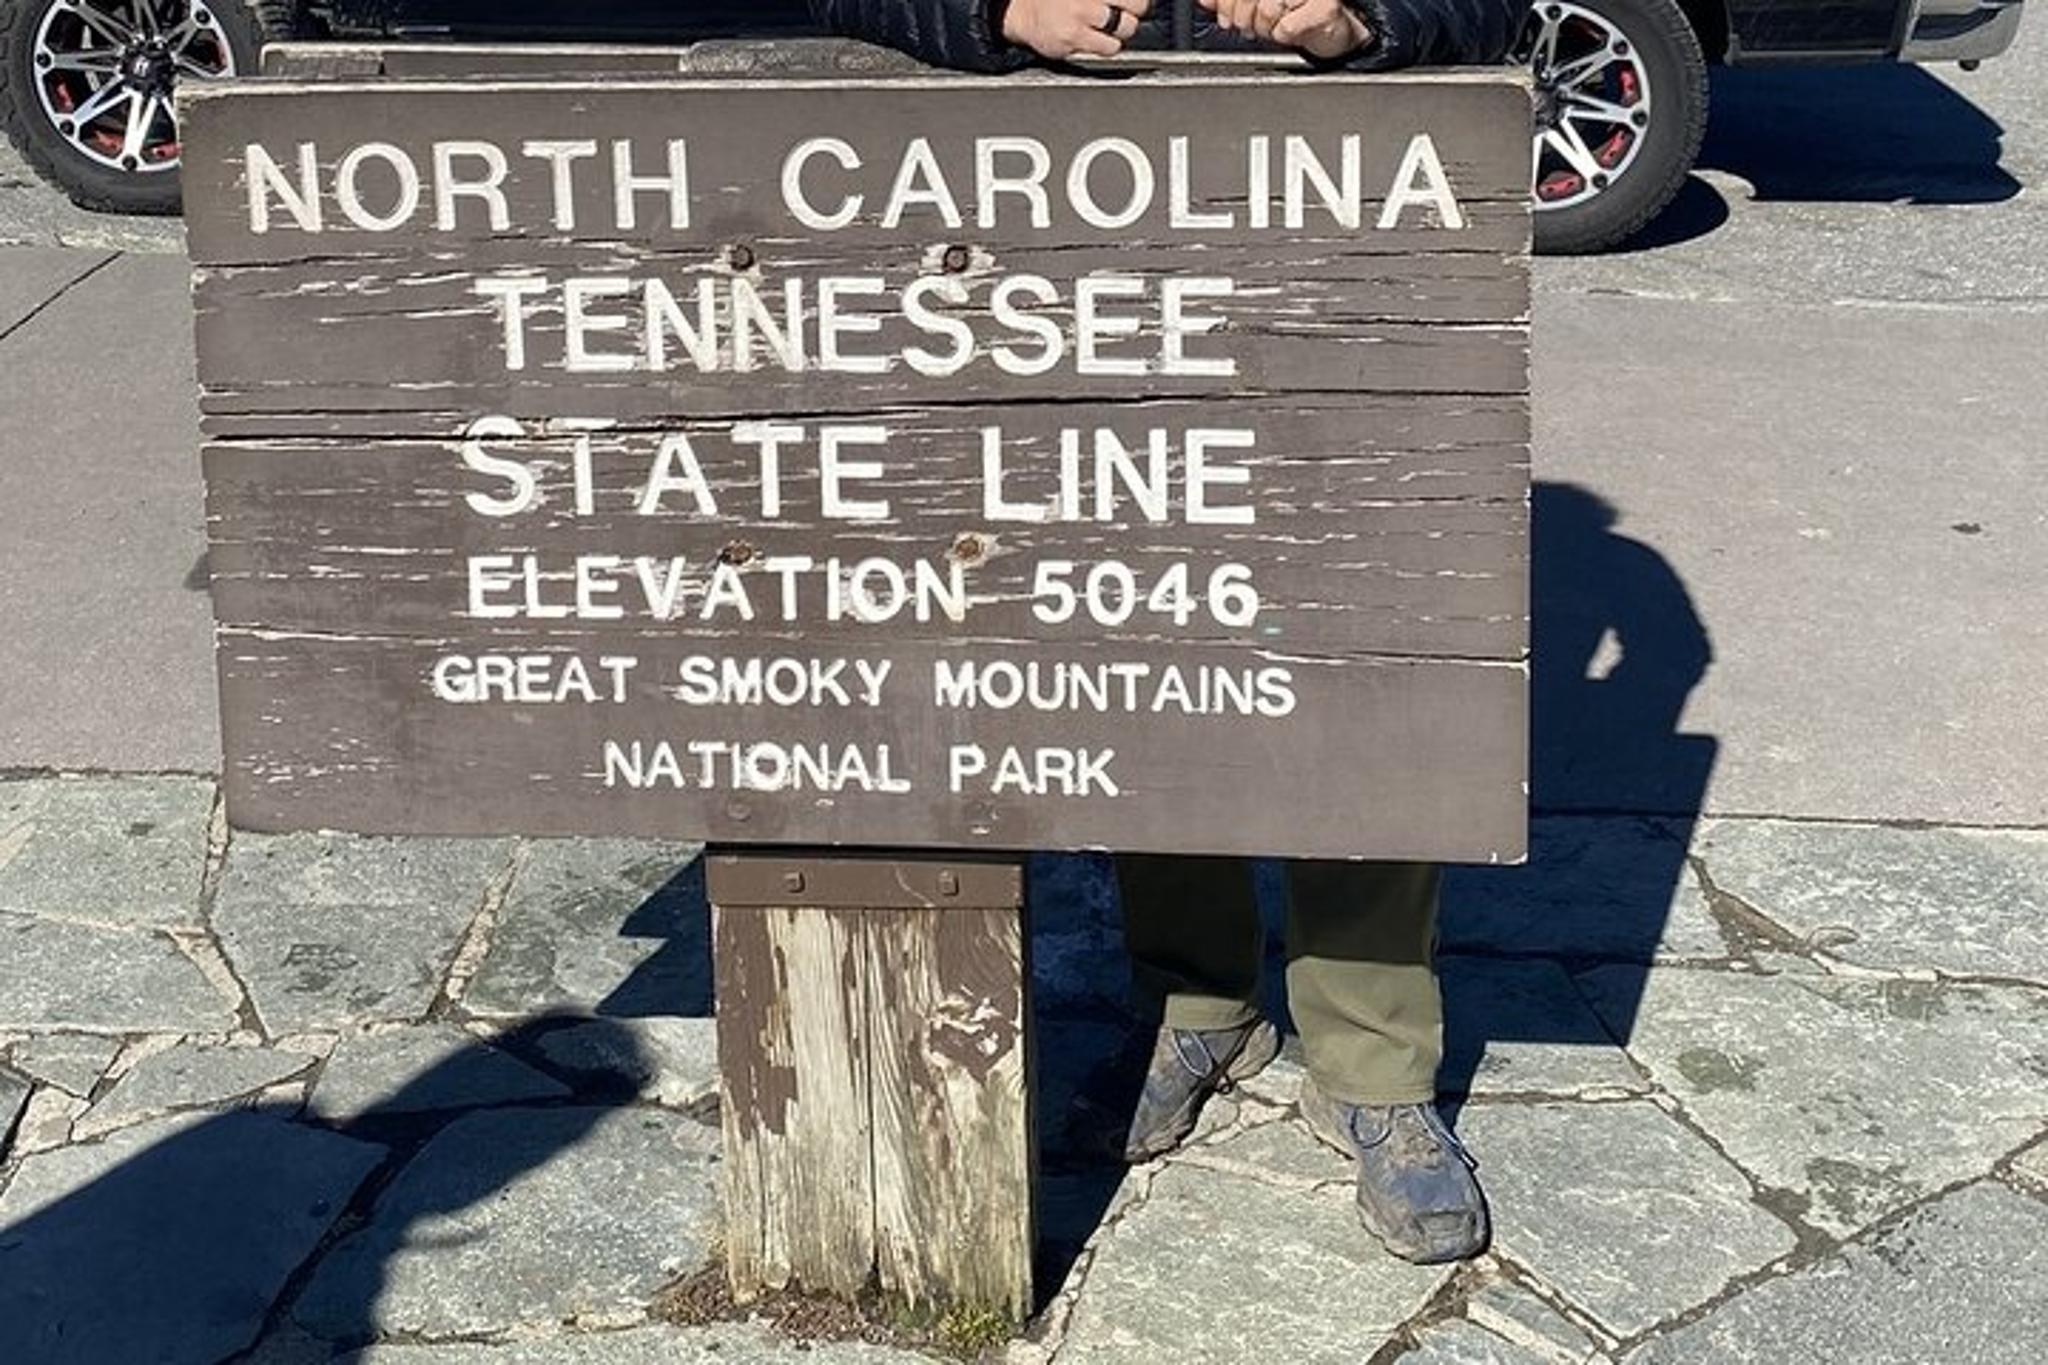 NORTH CAROLINA
TENNESSEE
STATE LINE
ELEVATION 5046
GREAT SMOKY MOUNTAINS
NATIONAL PARK